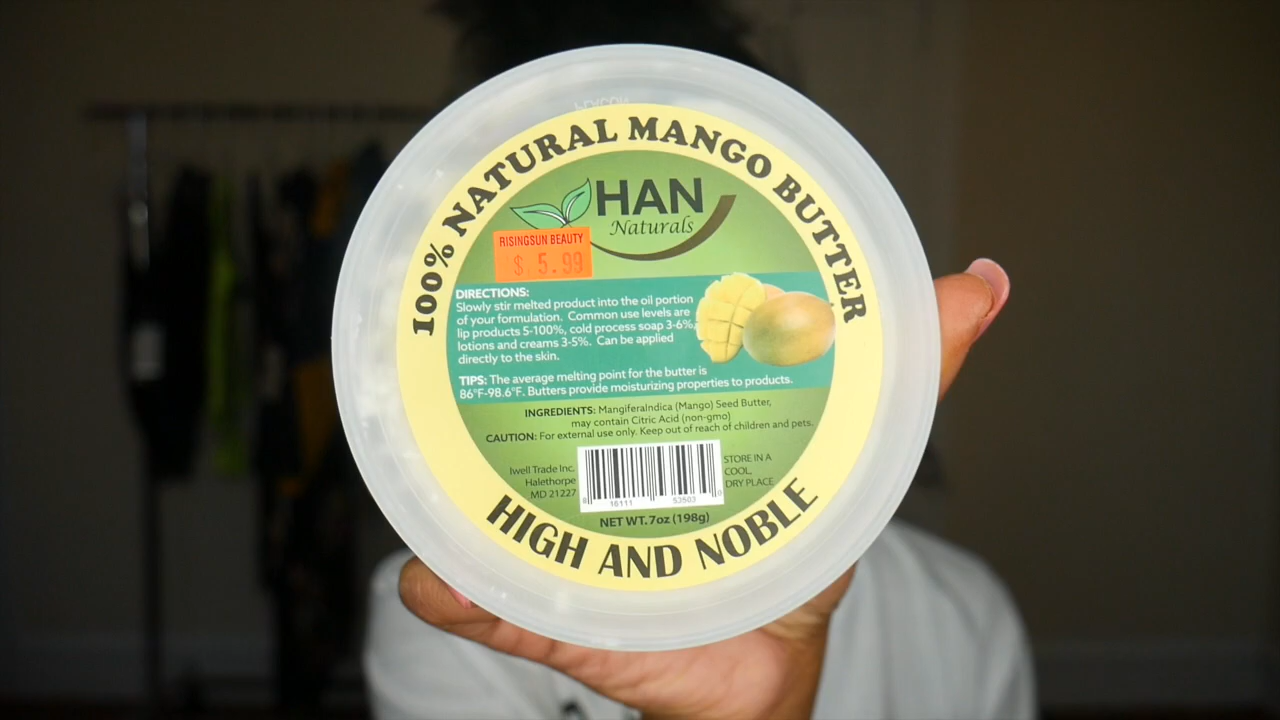 100% NATURAL MANGO BUTTER
HAN
Naturals
RISINGSUN BEAUTY
$ 5.99
DIRECTIONS:
Slowly stir melted product into the oil portion
of your formulation. Common use levels are
lip products 5-100%, cold process soap 3-6%,
lotions and creams 3-5%. Can be applied
directly to the skin.
TIPS: The average melting point for the butter is
86°F-98.6°F. Butters provide moisturizing properties to products.
INGREDIENTS: MangiferaIndica (Mango) Seed Butter,
may contain Citric Acid (non-gmo)
CAUTION: For external use only. Keep out of reach of children and pets.
Iwell Trade Inc.
Halethorpe
MD 21227
8 16111 53503 0
STORE IN A
COOL,
DRY PLACE
NET WT. 7oz (198g)
HIGH AND NOBLE